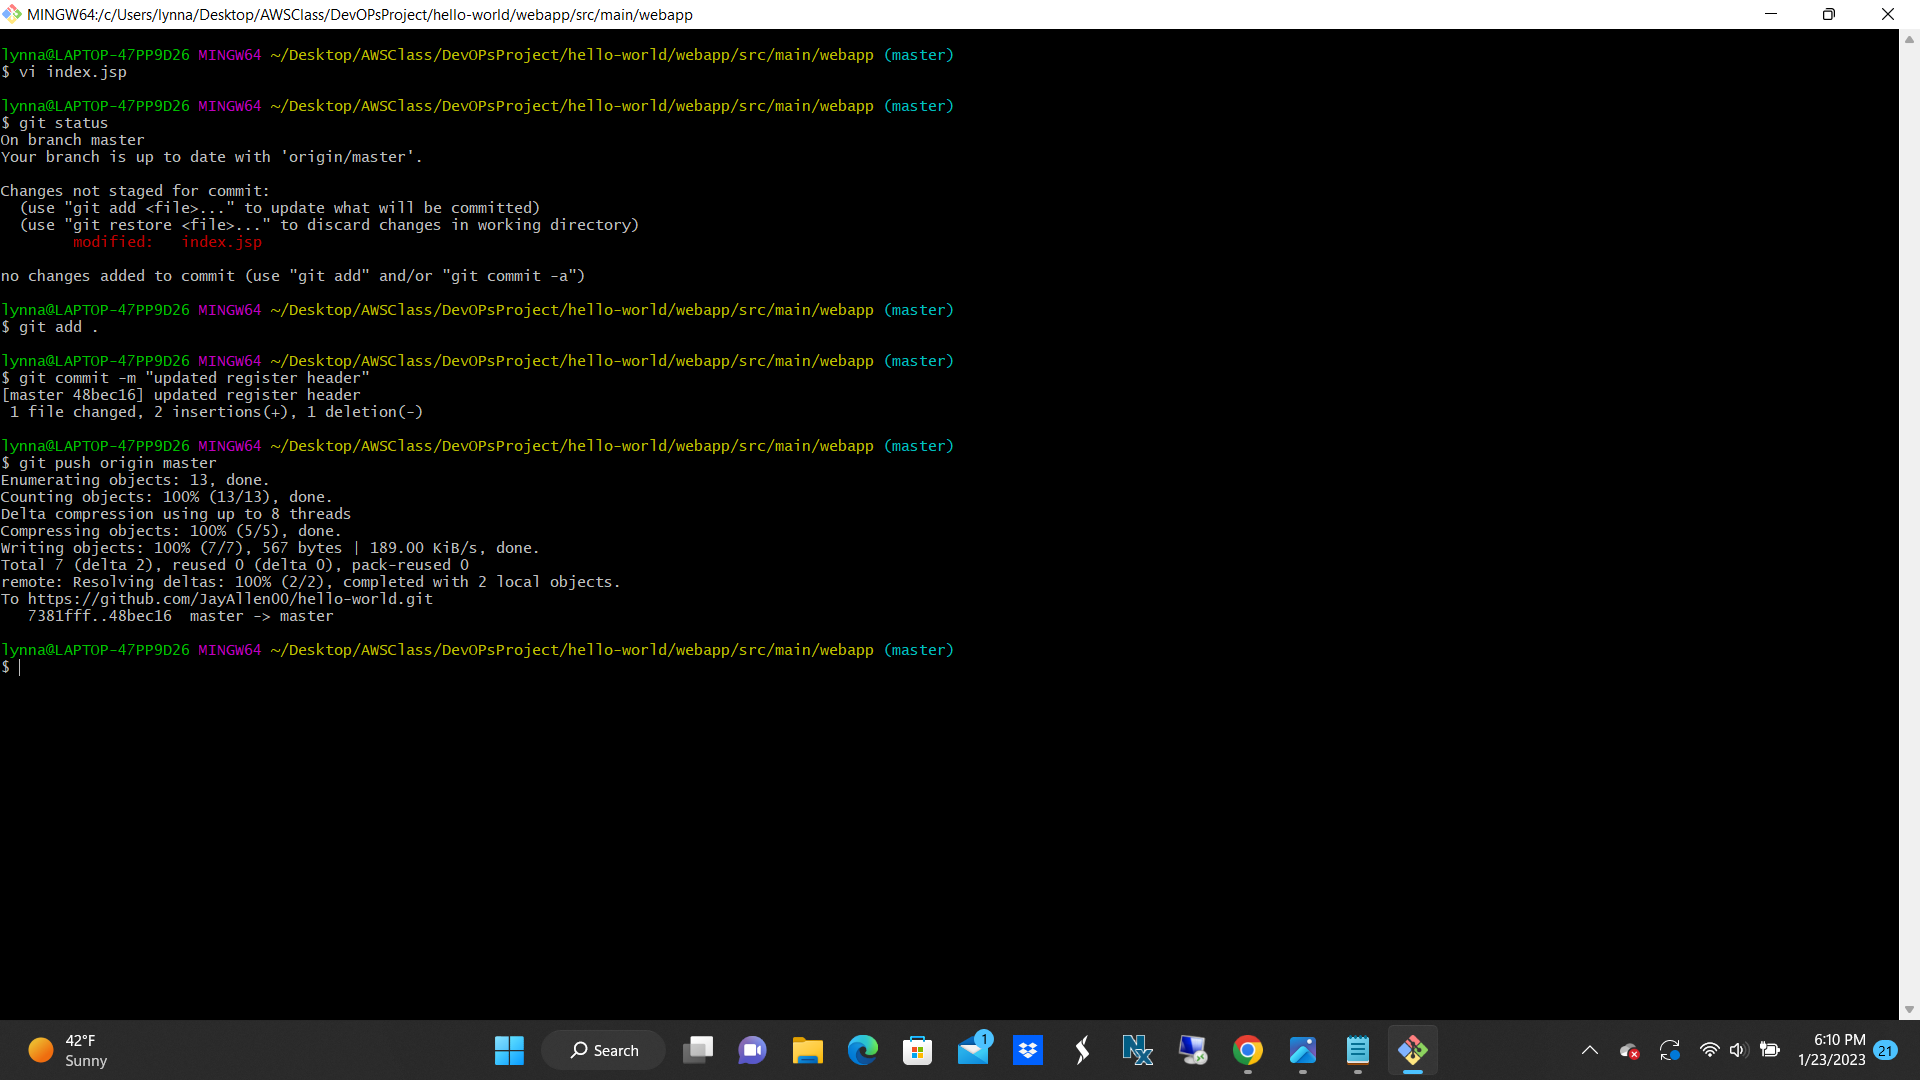 MINGW64:/c/Users/lynna/Desktop/AWSClass/DevOPsProject/hello-world/webapp/src/main/webapp
lynna@LAPTOP-47PP9D26 MINGW64 ~/Desktop/AWSClass/DevOPsProject/hello-world/webapp/src/main/webapp (master)
$ vi index.jsp
lynna@LAPTOP-47PP9D26 MINGW64 ~/Desktop/AWSClass/DevOPsProject/hello-world/webapp/src/main/webapp (master)
$ git status
On branch master
Your branch is up to date with 'origin/master'.
Changes not staged for commit:
  (use "git add <file>..." to update what will be committed)
  (use "git restore <file>..." to discard changes in working directory)
        modified:   index.jsp
no changes added to commit (use "git add" and/or "git commit -a")
lynna@LAPTOP-47PP9D26 MINGW64 ~/Desktop/AWSClass/DevOPsProject/hello-world/webapp/src/main/webapp (master)
$ git add .
lynna@LAPTOP-47PP9D26 MINGW64 ~/Desktop/AWSClass/DevOPsProject/hello-world/webapp/src/main/webapp (master)
$ git commit -m "updated register header"
[master 48bec16] updated register header
 1 file changed, 2 insertions(+), 1 deletion(-)
lynna@LAPTOP-47PP9D26 MINGW64 ~/Desktop/AWSClass/DevOPsProject/hello-world/webapp/src/main/webapp (master)
$ git push origin master
Enumerating objects: 13, done.
Counting objects: 100% (13/13), done.
Delta compression using up to 8 threads
Compressing objects: 100% (5/5), done.
Writing objects: 100% (7/7), 567 bytes | 189.00 KiB/s, done.
Total 7 (delta 2), reused 0 (delta 0), pack-reused 0
remote: Resolving deltas: 100% (2/2), completed with 2 local objects.
To https://github.com/JayAllen00/hello-world.git
   7381fff..48bec16  master -> master
lynna@LAPTOP-47PP9D26 MINGW64 ~/Desktop/AWSClass/DevOPsProject/hello-world/webapp/src/main/webapp (master)
$
42°F
Sunny
Search
1
Nx
6:10 PM
1/23/2023
21